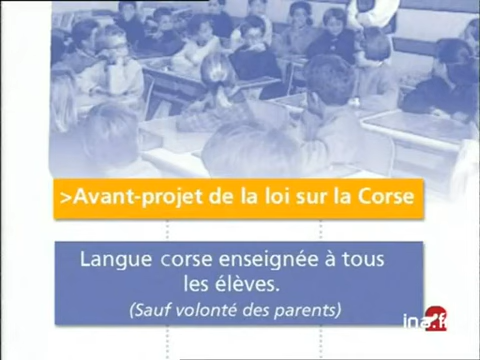 >Avant-projet de la loi sur la Corse
Langue corse enseignée à tous
les élèves.
(Sauf volonté des parents)
ina.fr
2